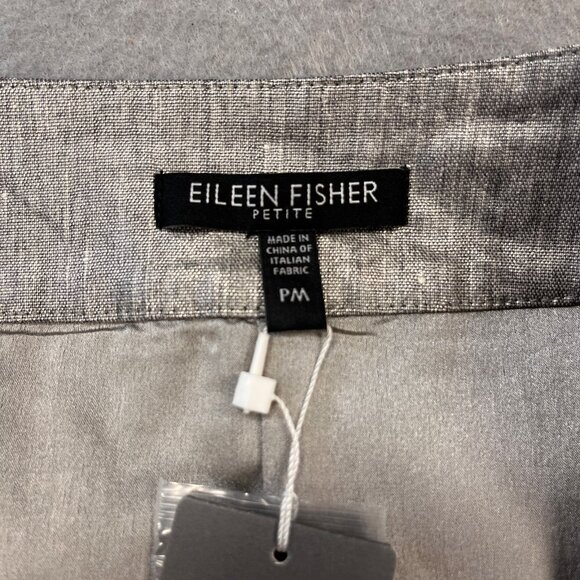 EILEEN FISHER
PETITE
MADE IN
CHINA OF
ITALIAN
FABRIC
PM